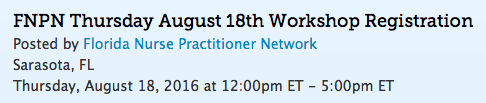 FNPN Thursday August 18th Workshop Registration
Posted by Florida Nurse Practitioner Network
Sarasota, FL
Thursday, August 18, 2016 at 12:00pm ET – 5:00pm ET